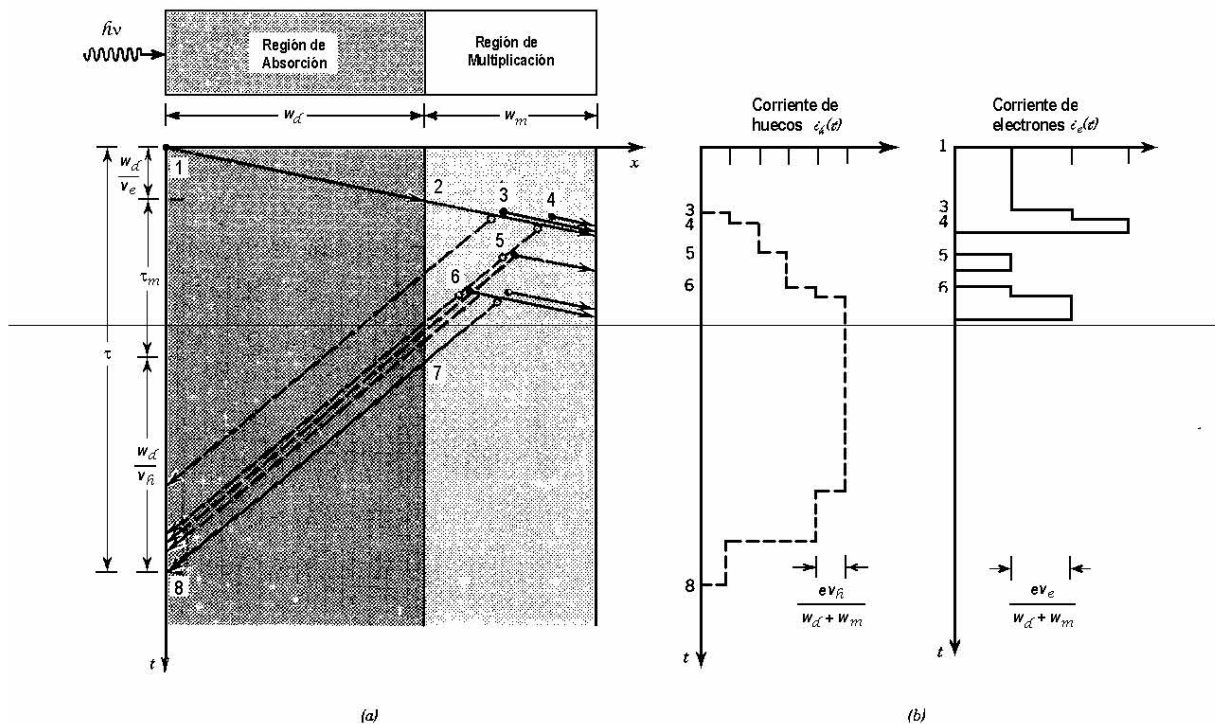 hν
Región de
Absorción
Región de
Multiplicación
w_d
w_m
Corriente de
huecos i_h(t)
Corriente de
electrones i_e(t)
x
1
2
3
4
5
6
7
8
w_d
v_e
τ_m
τ
w_d
v_h
t
3
4
5
6
8
t
ev_h
w_d + w_m
1
3
4
5
6
t
ev_e
w_d + w_m
(a)
(b)